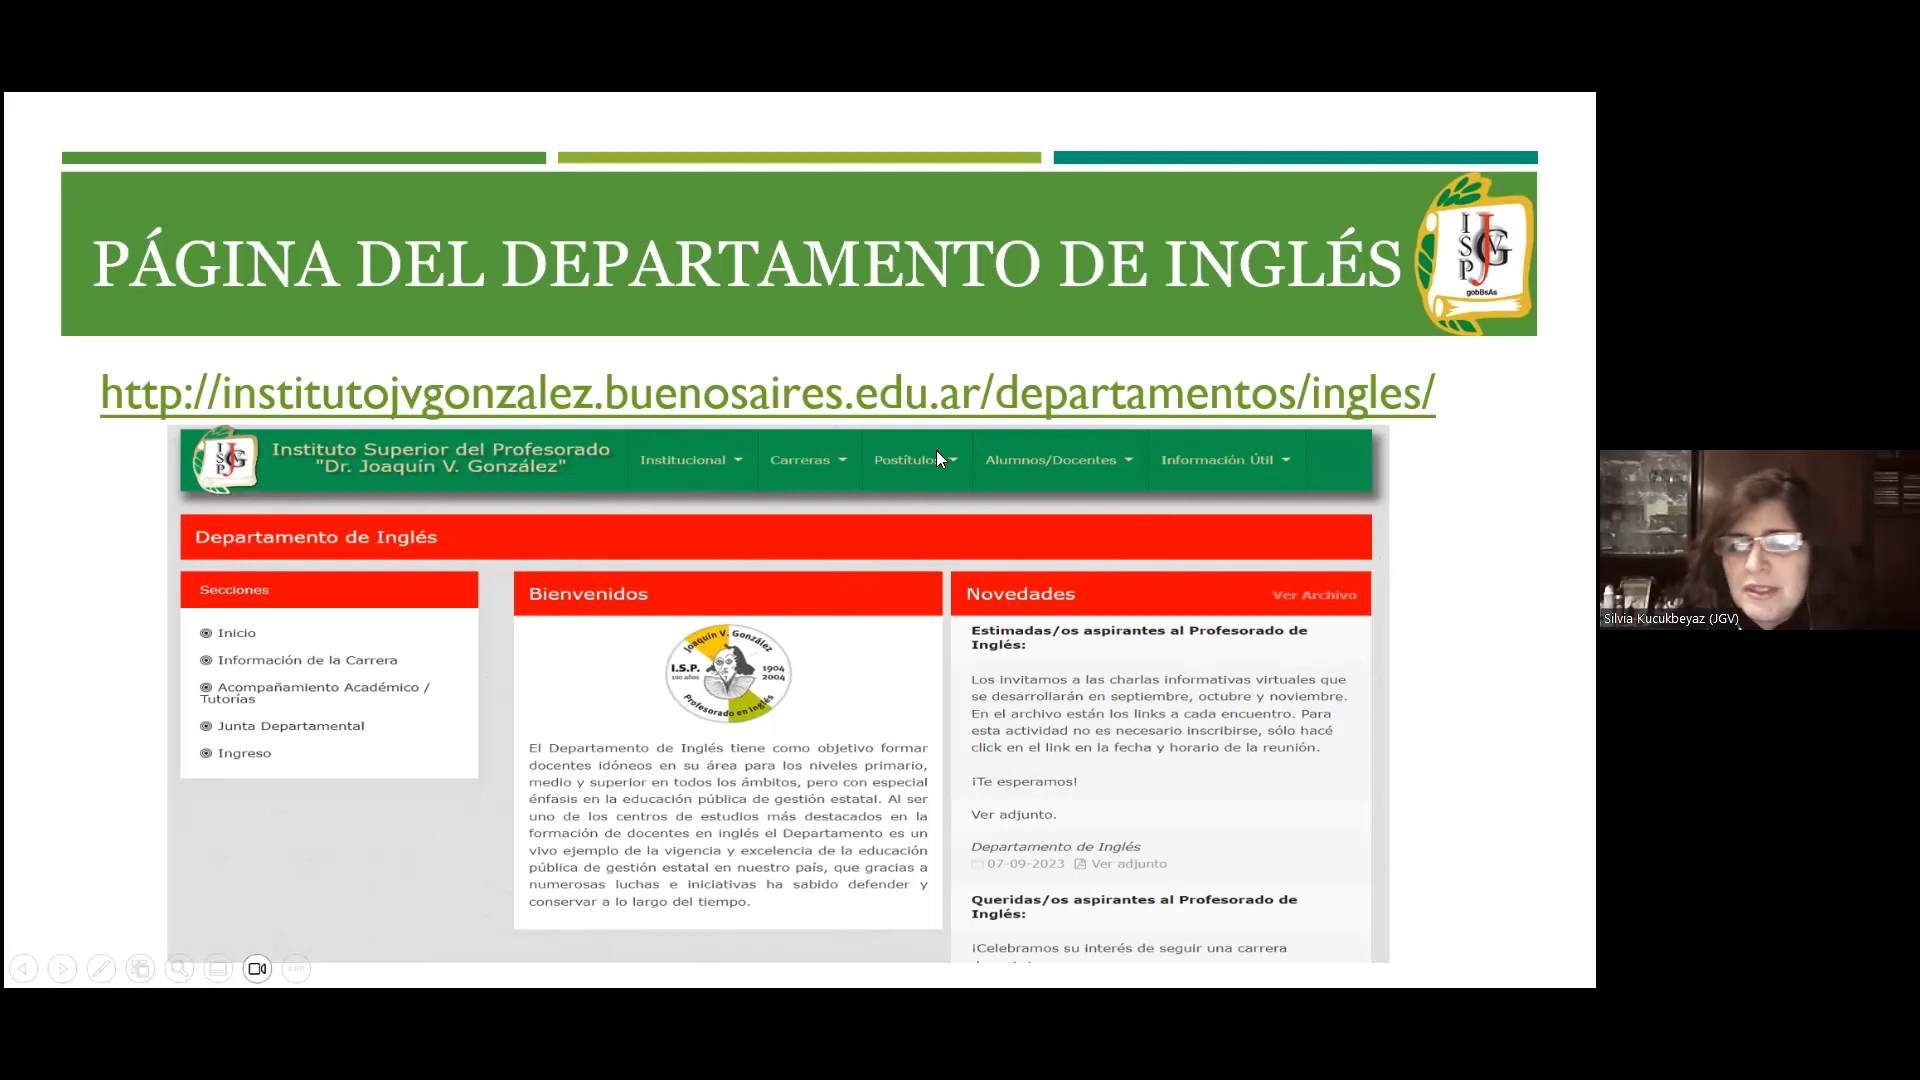 PÁGINA DEL DEPARTAMENTO DE INGLÉS
I
S
P
JVG
gobBsAs
http://institutojvgonzalez.buenosaires.edu.ar/departamentos/ingles/
Instituto Superior del Profesorado
"Dr. Joaquín V. González"
Institucional
Carreras
Alumnos/Docentes
Información Útil
Departamento de Inglés
Secciones
Inicio
Información de la Carrera
Acompañamiento Académico /
Tutorías
Junta Departamental
Ingreso
Bienvenidos
Joaquín V. González
I.S.P.
100 años
1904
2004
Profesorado en Inglés
El Departamento de Inglés tiene como objetivo formar
docentes idóneos en su área para los niveles primario,
medio y superior en todos los ámbitos, pero con especial
énfasis en la educación pública de gestión estatal. Al ser
uno de los centros de estudios más destacados en la
formación de docentes en inglés el Departamento es un
vivo ejemplo de la vigencia y excelencia de la educación
pública de gestión estatal en nuestro país, que gracias a
numerosas luchas e iniciativas ha sabido defender y
conservar a lo largo del tiempo.
Novedades
Ver Archivo
Estimadas/os aspirantes al Profesorado de
Inglés:
Los invitamos a las charlas informativas virtuales que
se desarrollarán en septiembre, octubre y noviembre.
En el archivo están los links a cada encuentro. Para
esta actividad no es necesario inscribirse, sólo hacé
click en el link en la fecha y horario de la reunión.
¡Te esperamos!
Ver adjunto.
Departamento de Inglés
07-09-2023 Ver adjunto
Queridas/os aspirantes al Profesorado de
Inglés:
¡Celebramos su interés de seguir una carrera
Silvia Kucukbeyaz (JGV)